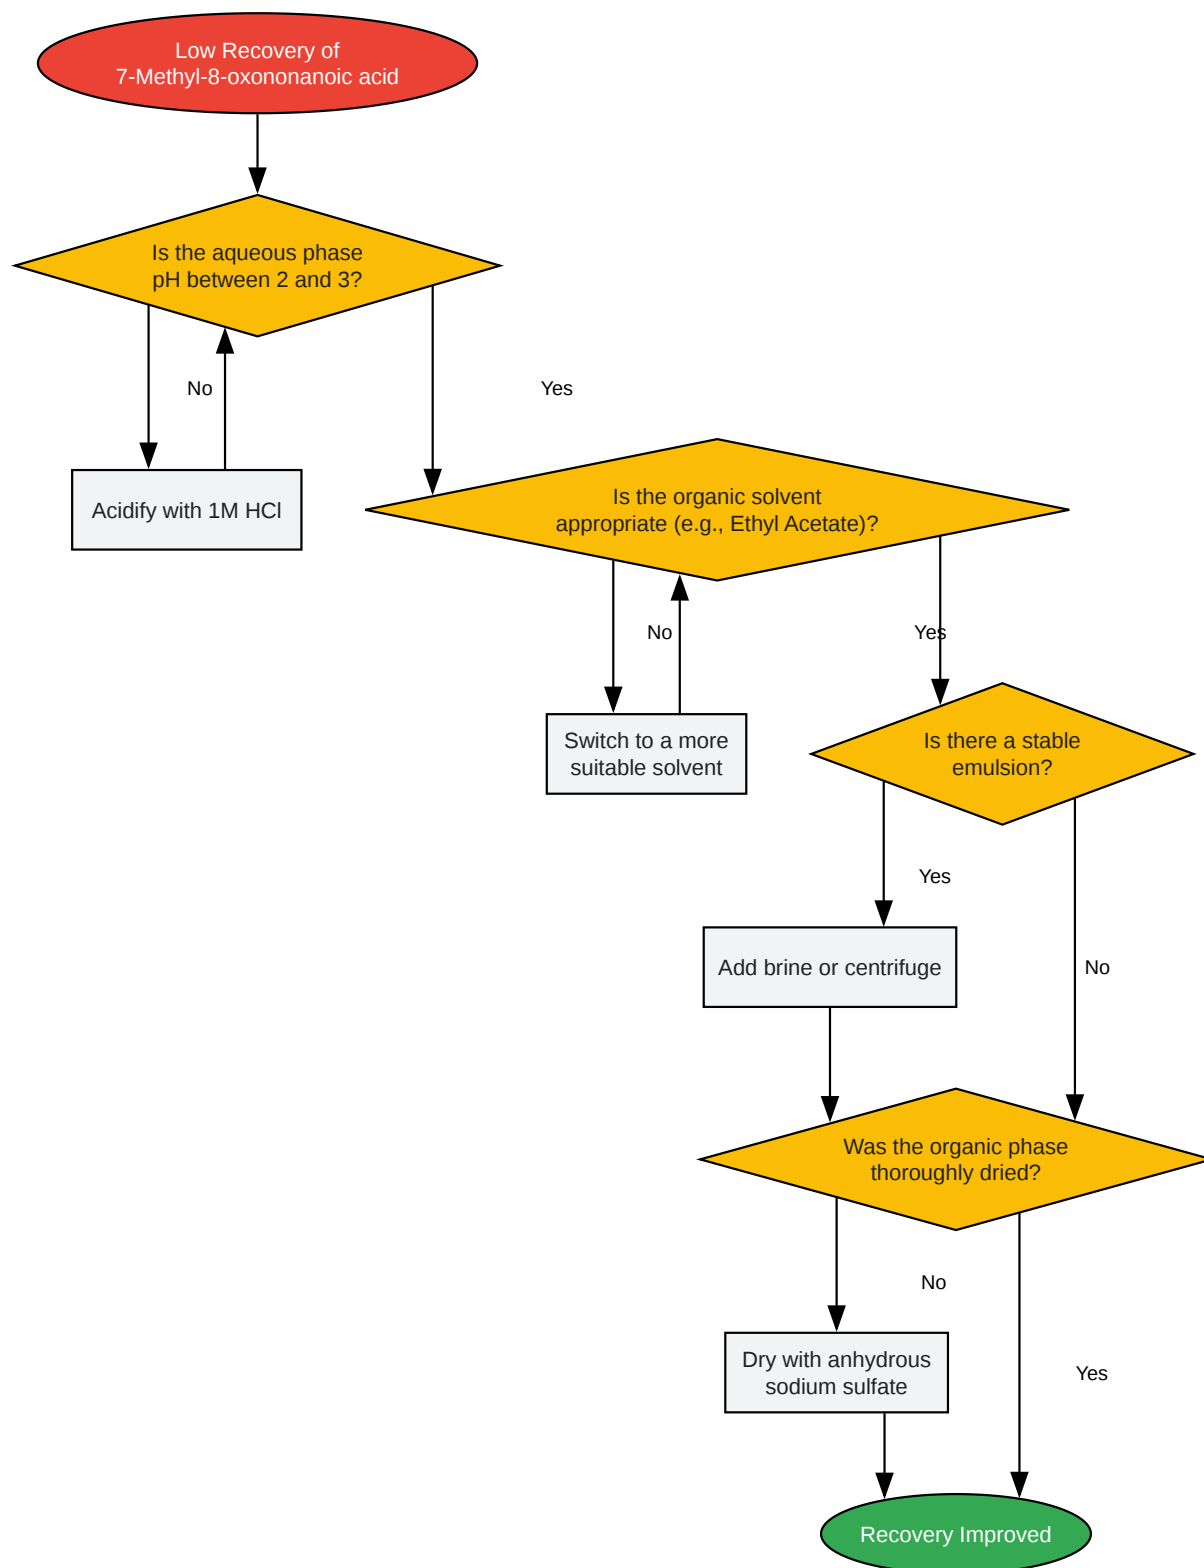 Low Recovery of
7-Methyl-8-oxononanoic acid
Is the aqueous phase
pH between 2 and 3?
No
Yes
Acidify with 1M HCl
Is the organic solvent
appropriate (e.g., Ethyl Acetate)?
No
Yes
Switch to a more
suitable solvent
Is there a stable
emulsion?
Yes
Add brine or centrifuge
No
Was the organic phase
thoroughly dried?
No
Dry with anhydrous
sodium sulfate
Yes
Recovery Improved